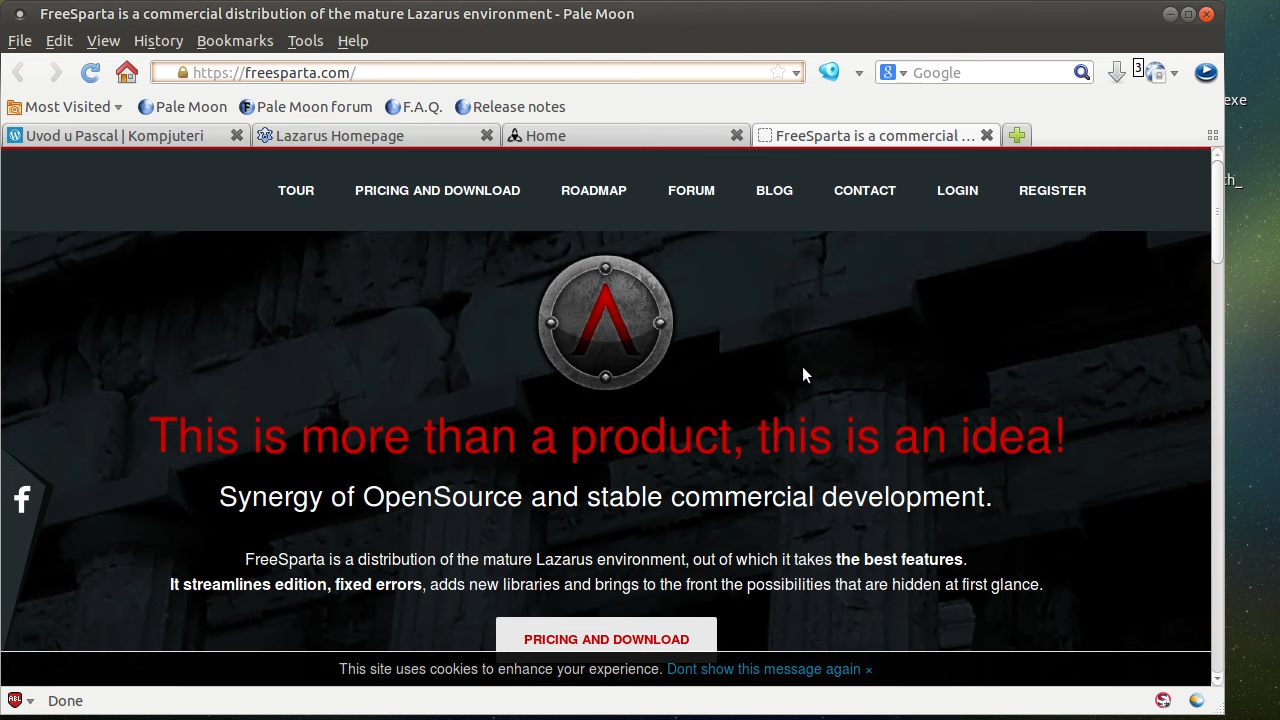 FreeSparta is a commercial distribution of the mature Lazarus environment - Pale Moon
File Edit View History Bookmarks Tools Help
https://freesparta.com/
Google
3
Most Visited Pale Moon Pale Moon forum F.A.Q. Release notes
Uvod u Pascal | Kompjuteri Lazarus Homepage Home FreeSparta is a commercial ...
exe
th_
TOUR PRICING AND DOWNLOAD ROADMAP FORUM BLOG CONTACT LOGIN REGISTER
This is more than a product, this is an idea!
Synergy of OpenSource and stable commercial development.
FreeSparta is a distribution of the mature Lazarus environment, out of which it takes the best features.
It streamlines edition, fixed errors, adds new libraries and brings to the front the possibilities that are hidden at first glance.
PRICING AND DOWNLOAD
This site uses cookies to enhance your experience. Dont show this message again ×
ABL Done